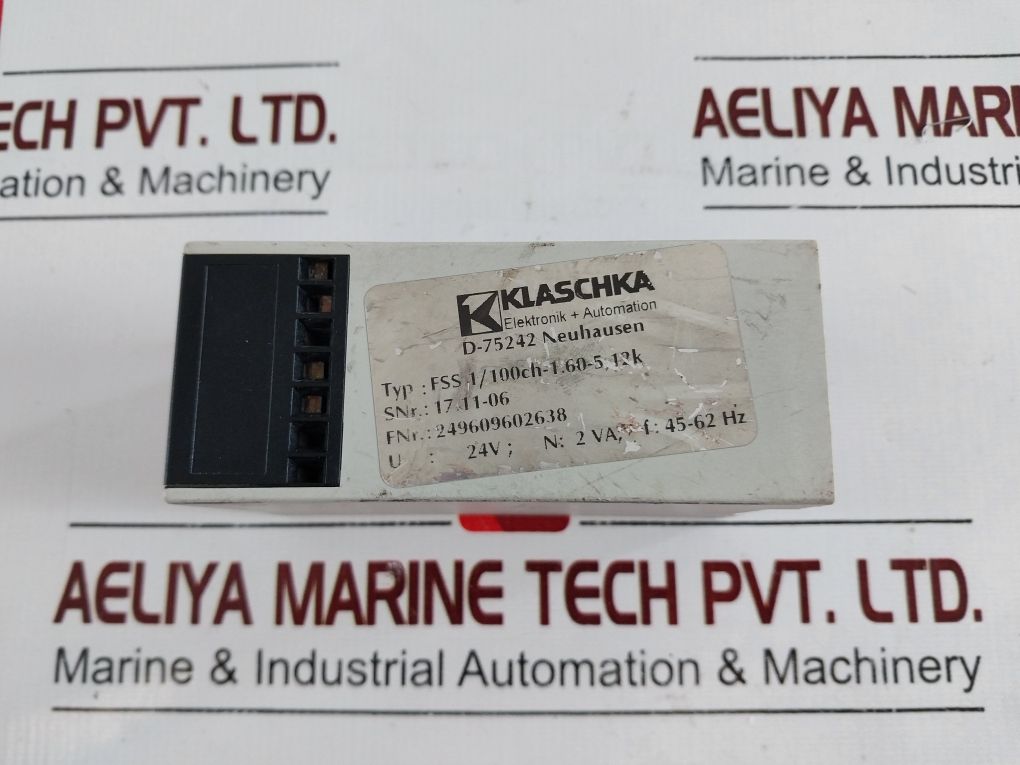 ECH PVT. LTD.
ation & Machinery
AELIYA MARI
Marine & Industri
KLASCHKA
Elektronik + Automation
D-75242 Neuhausen
Typ : FSS 1/100ch-1.60-5,12k
SNr.: 17.11-06
FNr.: 249609602638
U : 24V ; N: 2 VA, f: 45-62 Hz
AELIYA MARINE TECH PVT. LTD.
Marine & Industrial Automation & Machinery